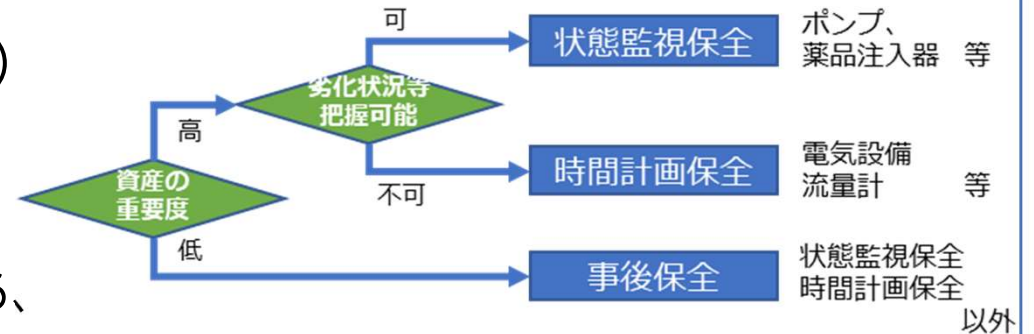 可
状態監視保全
ポンプ、
薬品注入器　等
)
劣化状況等
把握可能
高
資産の
重要度
不可
時間計画保全
電気設備
流量計　等
低
事後保全
状態監視保全
時間計画保全
以外